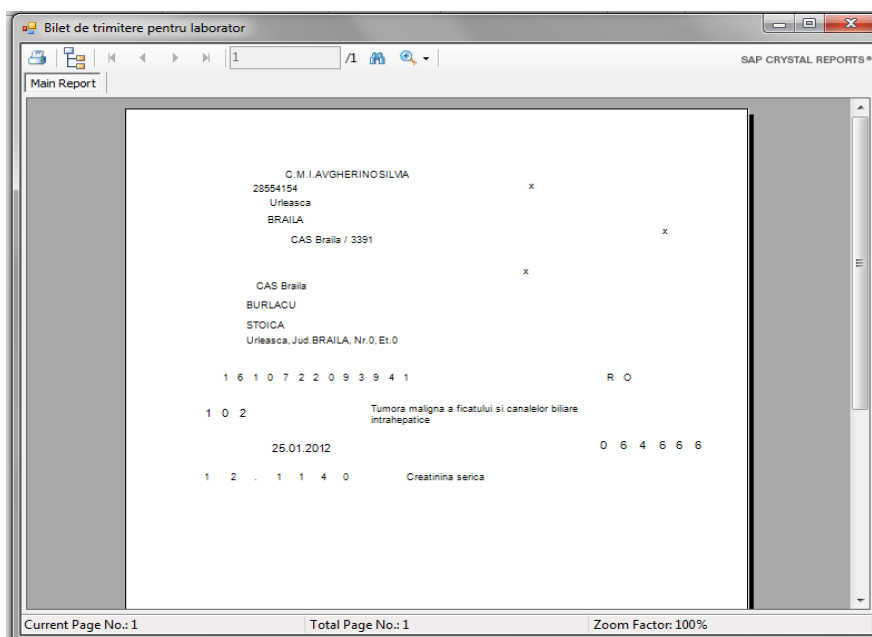 Bilet de trimitere pentru laborator
1 /1 SAP CRYSTAL REPORTS®
Main Report
C.M.I.AVGHERINOSILVIA
28554154 x
Urleasca
BRAILA
CAS Braila / 3391 x
x
CAS Braila
BURLACU
STOICA
Urleasca, Jud.BRAILA, Nr.0, Et.0
1 6 1 0 7 2 2 0 9 3 9 4 1 R O
1 0 2 Tumora maligna a ficatului si canalelor biliare
intrahepatice
25.01.2012 0 6 4 6 6 6
1 2 . 1 1 4 0 Creatinina serica
Current Page No.: 1 Total Page No.: 1 Zoom Factor: 100%